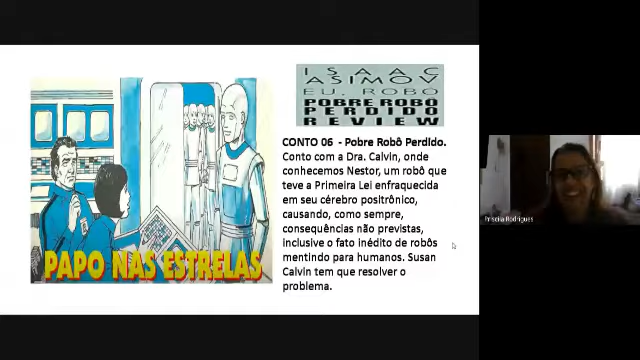 ISAAC
ASIMOV
EU, ROBÔ
POBRE ROBÔ
PERDIDO
REVIEW
CONTO 06 - Pobre Robô Perdido.
Conto com a Dra. Calvin, onde
conhecemos Nestor, um robô que
teve a Primeira Lei enfraquecida
em seu cérebro positrônico,
causando, como sempre,
consequências não previstas,
inclusive o fato inédito de robôs
mentindo para humanos. Susan
Calvin tem que resolver o
problema.
PAPO NAS ESTRELAS
Priscila Rodrigues